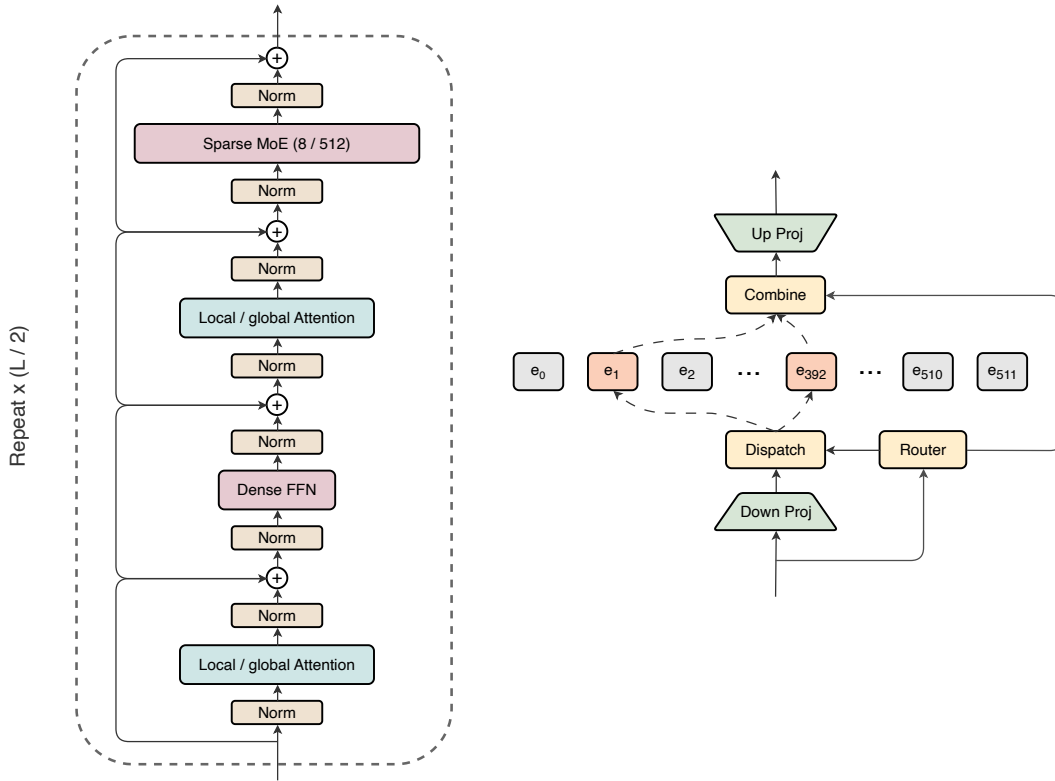 Repeat x (L / 2)
+
Norm
Sparse MoE (8 / 512)
Norm
+
Norm
Local / global Attention
Norm
+
Norm
Dense FFN
Norm
+
Norm
Local / global Attention
Norm
Up Proj
Combine
e0 e1 e2 ... e392 ... e510 e511
Dispatch Router
Down Proj